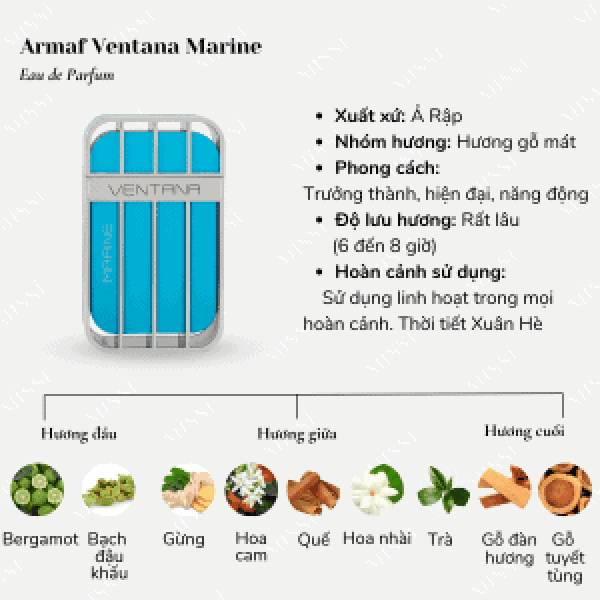 Armaf Ventana Marine
Eau de Parfum
VENTANA
MARINE
• Xuất xứ: Ả Rập
• Nhóm hương: Hương gỗ mát
• Phong cách:
Trưởng thành, hiện đại, năng động
• Độ lưu hương: Rất lâu
(6 đến 8 giờ)
• Hoàn cảnh sử dụng:
Sử dụng linh hoạt trong mọi
hoàn cảnh. Thời tiết Xuân Hè
Hương đầu
Hương giữa
Hương cuối
Bergamot
Bạch
đậu
khấu
Gừng
Hoa
cam
Quế
Hoa nhài
Trà
Gỗ đàn
hương
Gỗ
tuyết
tùng